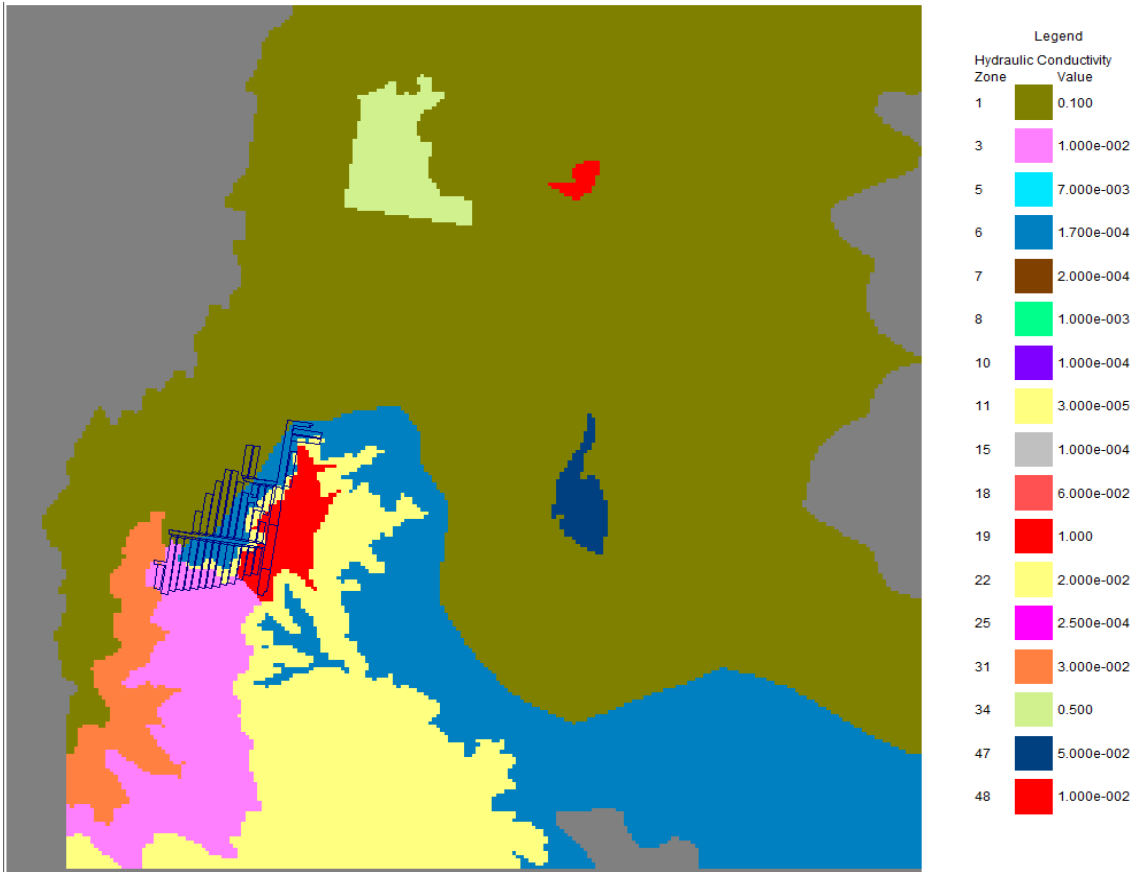 Legend
Hydraulic Conductivity
Zone Value
1 0.100
3 1.000e-002
5 7.000e-003
6 1.700e-004
7 2.000e-004
8 1.000e-003
10 1.000e-004
11 3.000e-005
15 1.000e-004
18 6.000e-002
19 1.000
22 2.000e-002
25 2.500e-004
31 3.000e-002
34 0.500
47 5.000e-002
48 1.000e-002